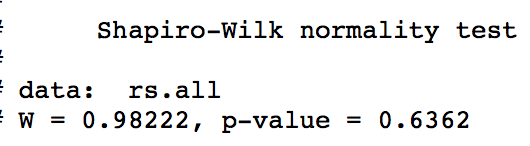 #
# Shapiro-Wilk normality test
#
# data:  rs.all
# W = 0.98222, p-value = 0.6362